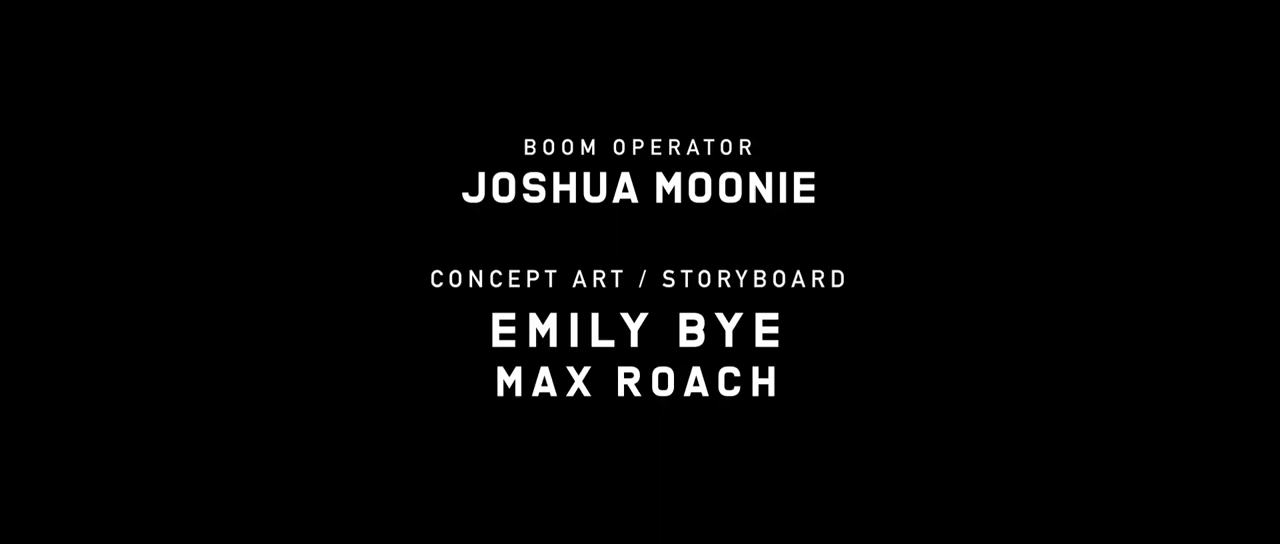 BOOM OPERATOR
JOSHUA MOONIE
CONCEPT ART / STORYBOARD
EMILY BYE
MAX ROACH